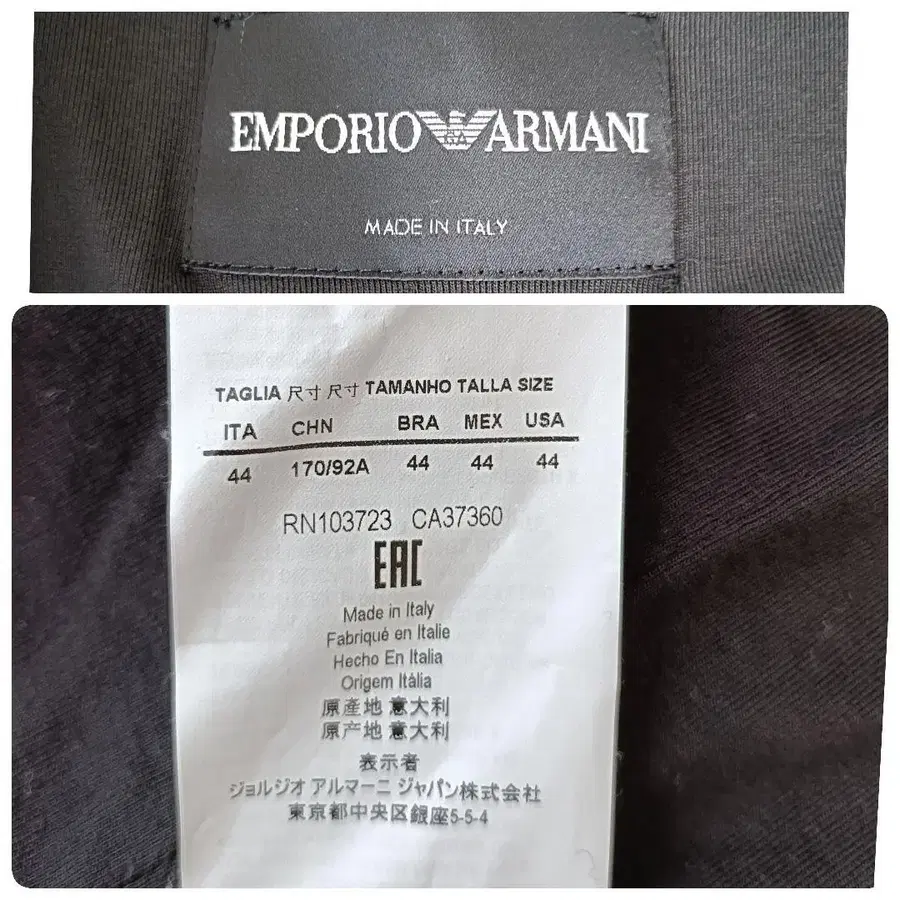 EMPORIO GA ARMANI
MADE IN ITALY
TAGLIA 尺寸 尺寸 TAMANHO TALLA SIZE
ITA CHN BRA MEX USA
44 170/92A 44 44 44
RN103723 CA37360
EAC
Made in Italy
Fabriqué en Italie
Hecho En Italia
Origem Itália
原產地 意大利
原产地 意大利
表示者
ジョルジオ アルマーニ ジャパン株式会社
東京都中央区銀座5-5-4